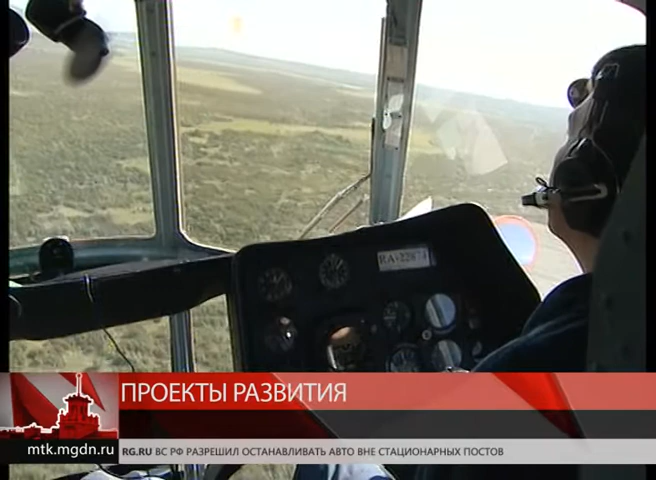 RA-22874
ПРОЕКТЫ РАЗВИТИЯ
mtk.mgdn.ru
RG.RU ВС РФ РАЗРЕШИЛ ОСТАНАВЛИВАТЬ АВТО ВНЕ СТАЦИОНАРНЫХ ПОСТОВ